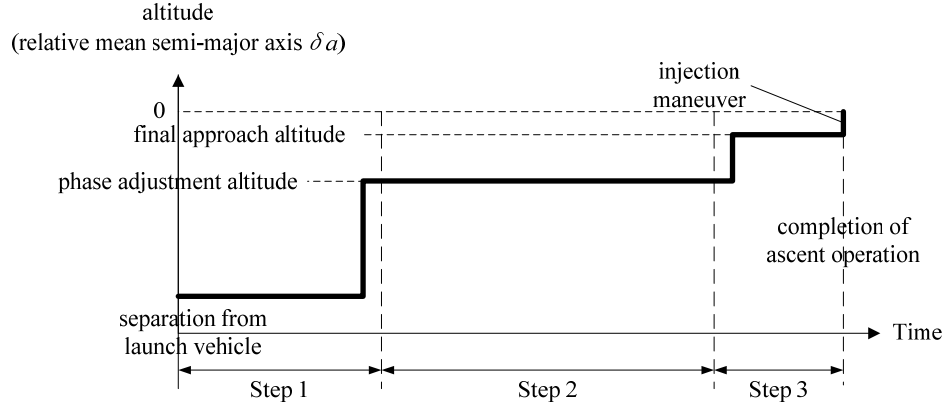 altitude
(relative mean semi-major axis δa)
injection
maneuver
0
final approach altitude
phase adjustment altitude
completion of
ascent operation
separation from
launch vehicle
Time
Step 1
Step 2
Step 3